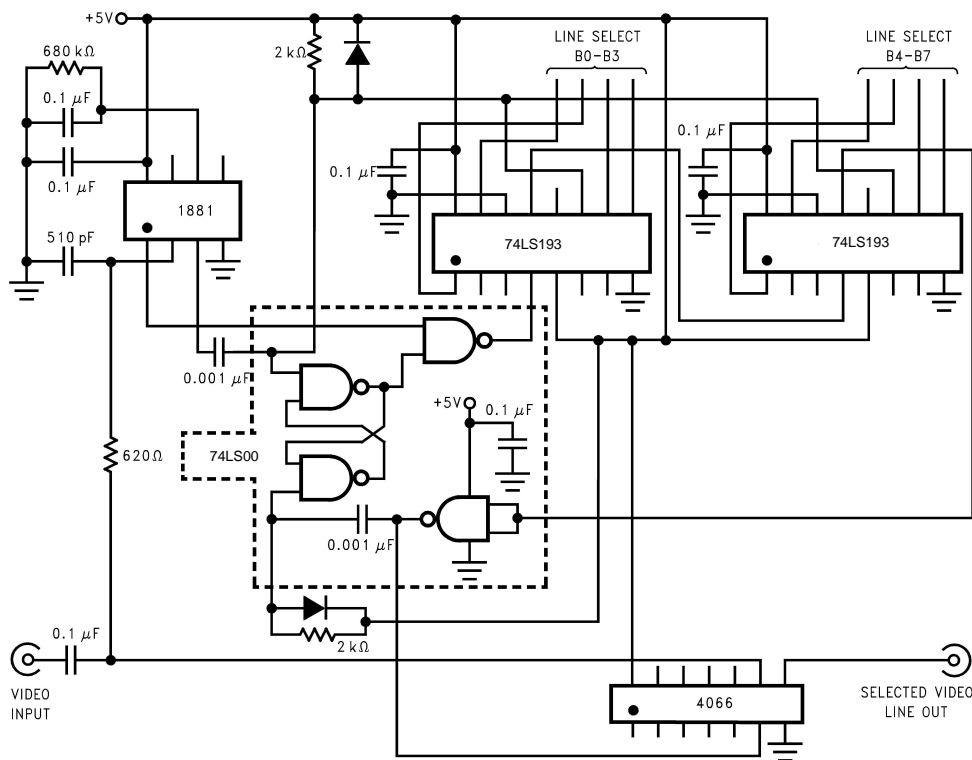 +5V
680 kΩ
0.1 μF
0.1 μF
510 pF
1881
2 kΩ
LINE SELECT
B0-B3
LINE SELECT
B4-B7
0.1 μF
0.1 μF
74LS193
74LS193
0.001 μF
620Ω
74LS00
+5V
0.1 μF
0.001 μF
2 kΩ
0.1 μF
VIDEO
INPUT
4066
SELECTED VIDEO
LINE OUT